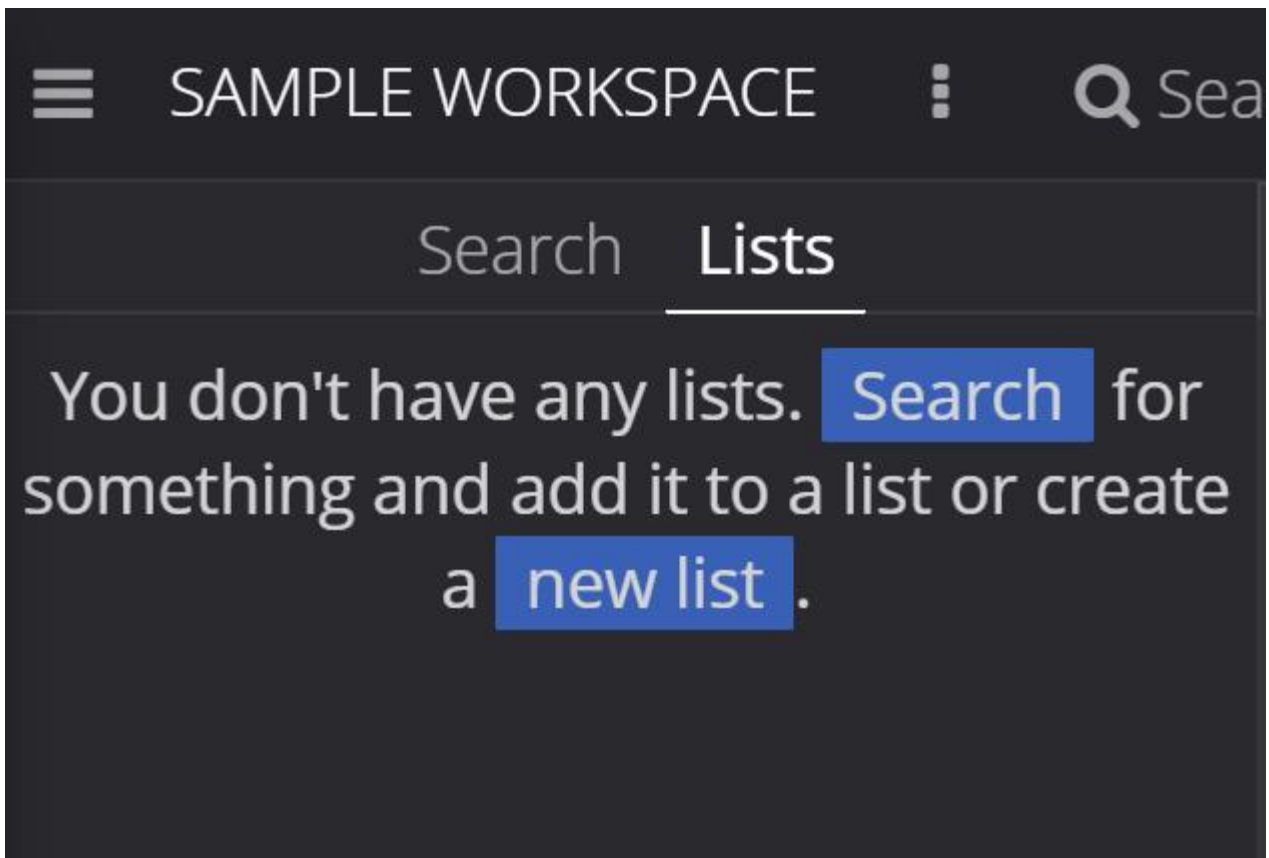 SAMPLE WORKSPACE
Search Lists
You don't have any lists. Search for
something and add it to a list or create
a new list .